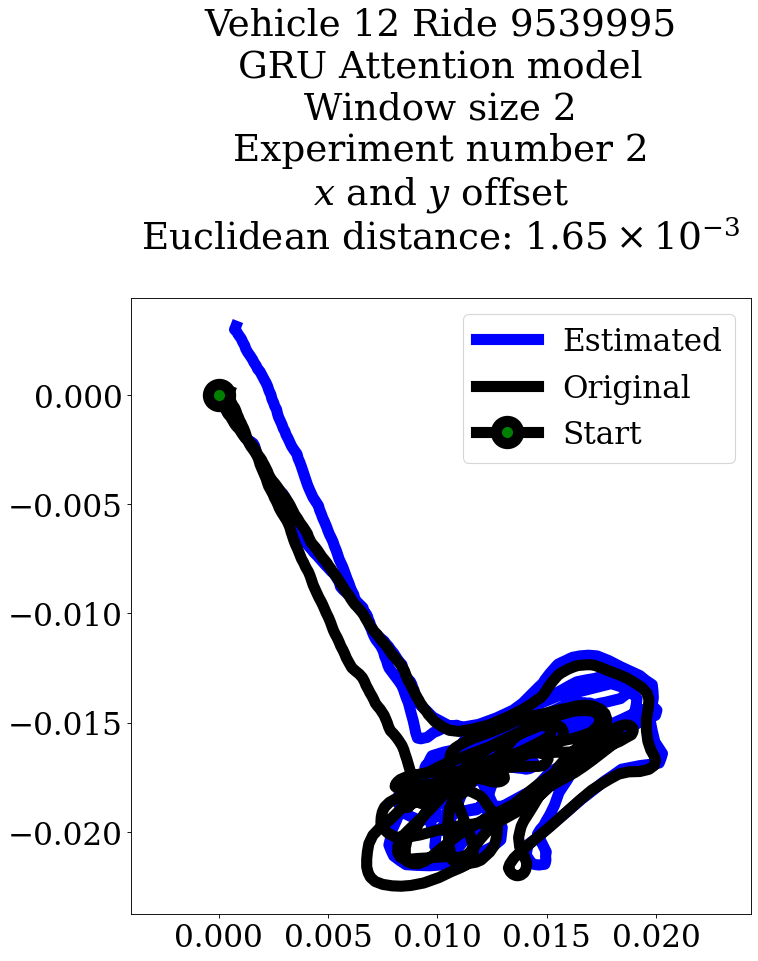 Vehicle 12 Ride 9539995
GRU Attention model
Window size 2
Experiment number 2
x and y offset
Euclidean distance: 1.65 × 10⁻³
Estimated
Original
Start
0.000
−0.005
−0.010
−0.015
−0.020
0.000 0.005 0.010 0.015 0.020